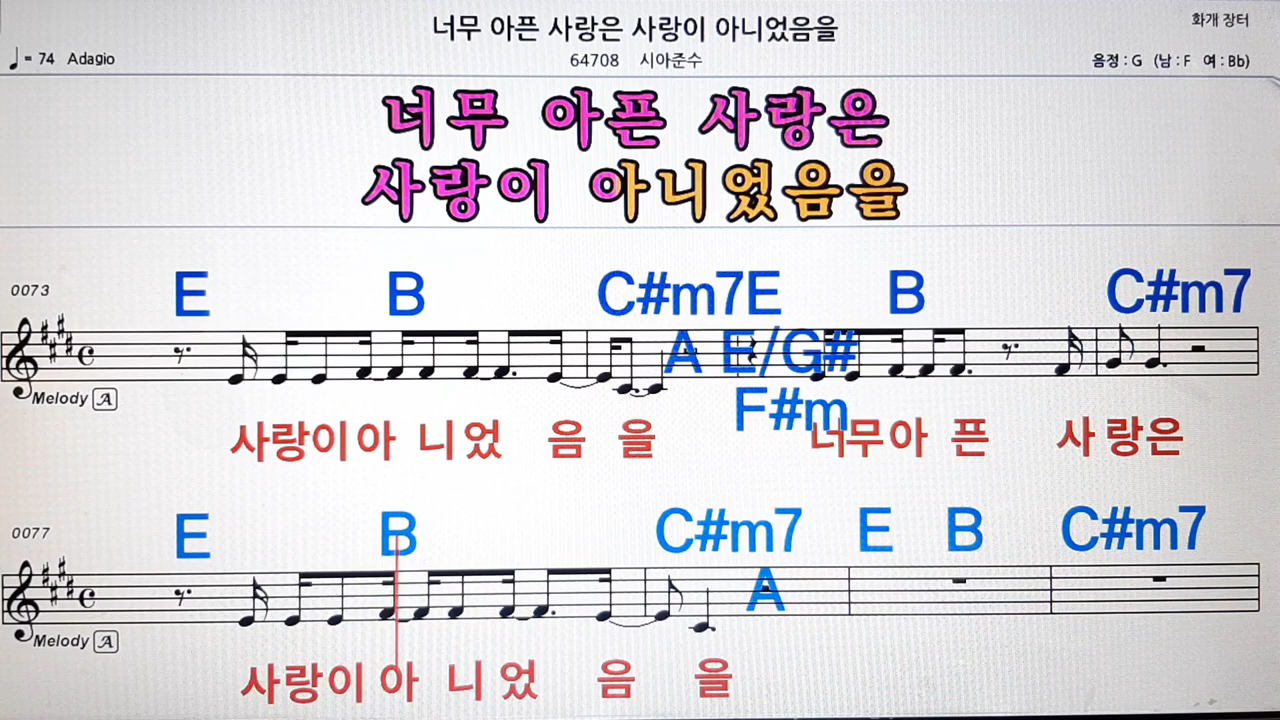 너무 아픈 사랑은 사랑이 아니었음을
화개 장터
♩= 74 Adagio
64708 시아준수
음정 : G (남 : F 여 : Bb)
너무 아픈 사랑은
사랑이 아니었음을
0073
E B C#m7 E B C#m7
A E/G#
F#m
Melody A
사랑이아 니었 음 을 너무아 픈 사 랑은
0077
E B C#m7 E B C#m7
A
Melody A
사랑이 아 니 었 음 을